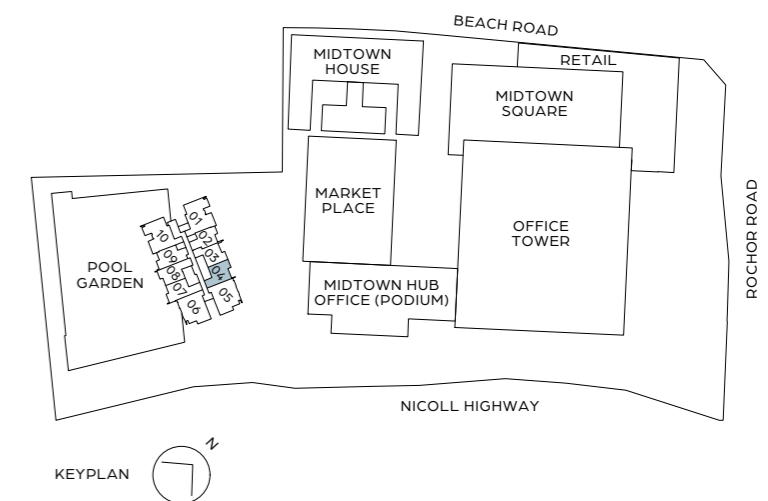 BEACH ROAD
MIDTOWN
HOUSE
RETAIL
MIDTOWN
SQUARE
MARKET
PLACE
OFFICE
TOWER
ROCHOR ROAD
01
02
03
04
05
10
09
08
07
06
POOL
GARDEN
MIDTOWN HUB
OFFICE (PODIUM)
NICOLL HIGHWAY
N
KEYPLAN